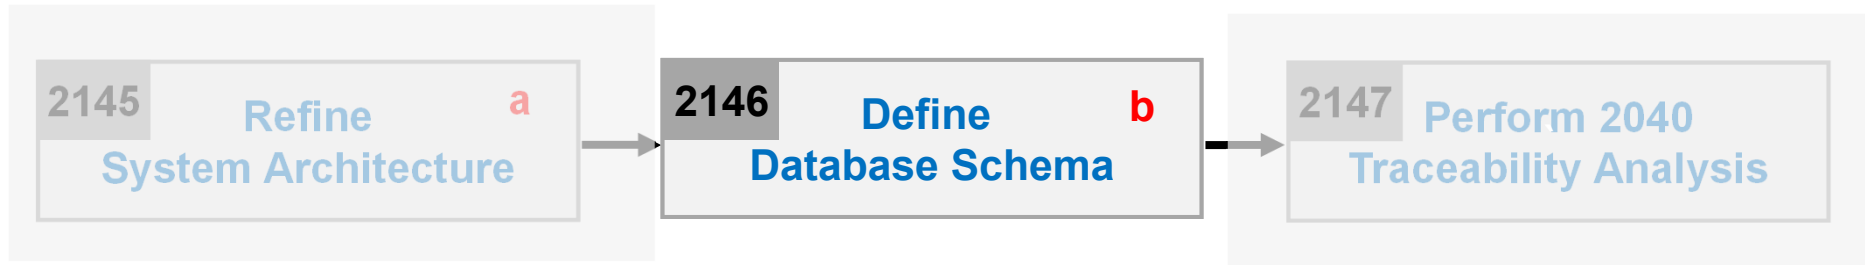 2145
Refine
a
System Architecture
2146
Define
b
Database Schema
2147
Perform 2040
Traceability Analysis